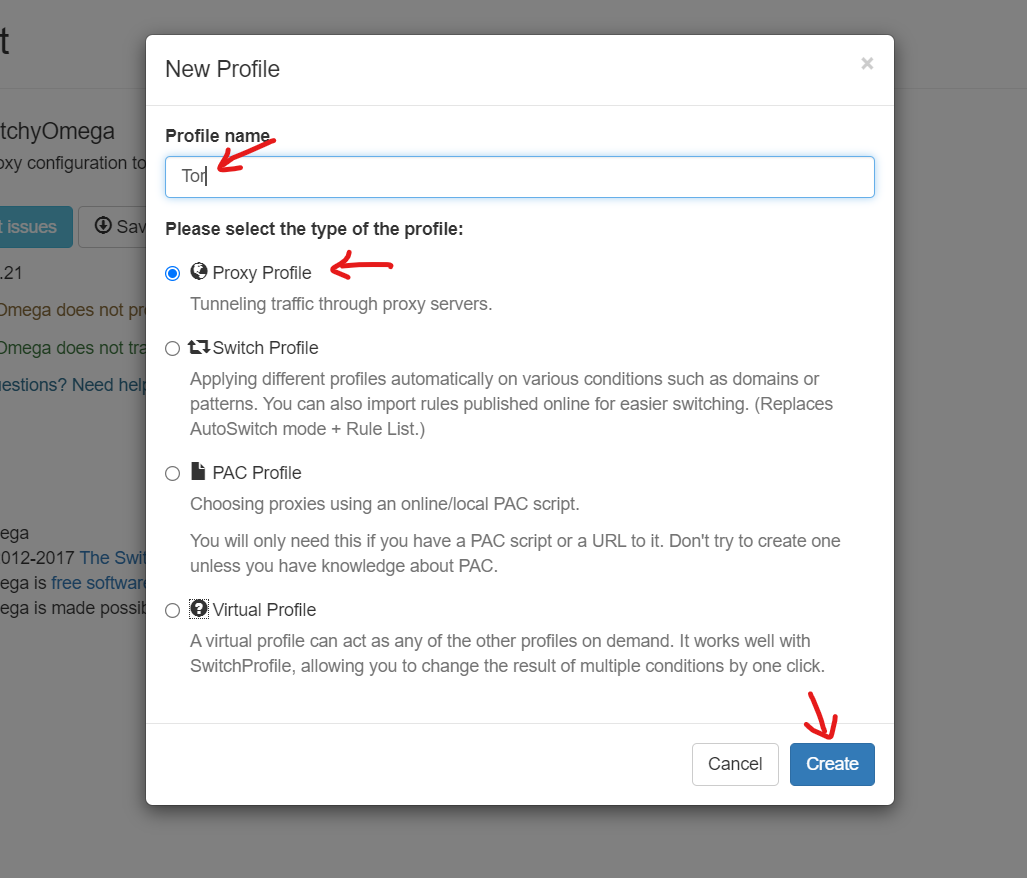 t
New Profile ×
tchyOmega
Profile name
oxy configuration to
Tor
t issues
Sav
Please select the type of the profile:
.21
Proxy Profile
Tunneling traffic through proxy servers.
Omega does not pr
Switch Profile
Omega does not tra
Applying different profiles automatically on various conditions such as domains or
patterns. You can also import rules published online for easier switching. (Replaces
AutoSwitch mode + Rule List.)
uestions? Need help
PAC Profile
Choosing proxies using an online/local PAC script.
You will only need this if you have a PAC script or a URL to it. Don't try to create one
unless you have knowledge about PAC.
ega
012-2017 The Swit
ega is free software
ega is made possib
Virtual Profile
A virtual profile can act as any of the other profiles on demand. It works well with
SwitchProfile, allowing you to change the result of multiple conditions by one click.
Cancel
Create